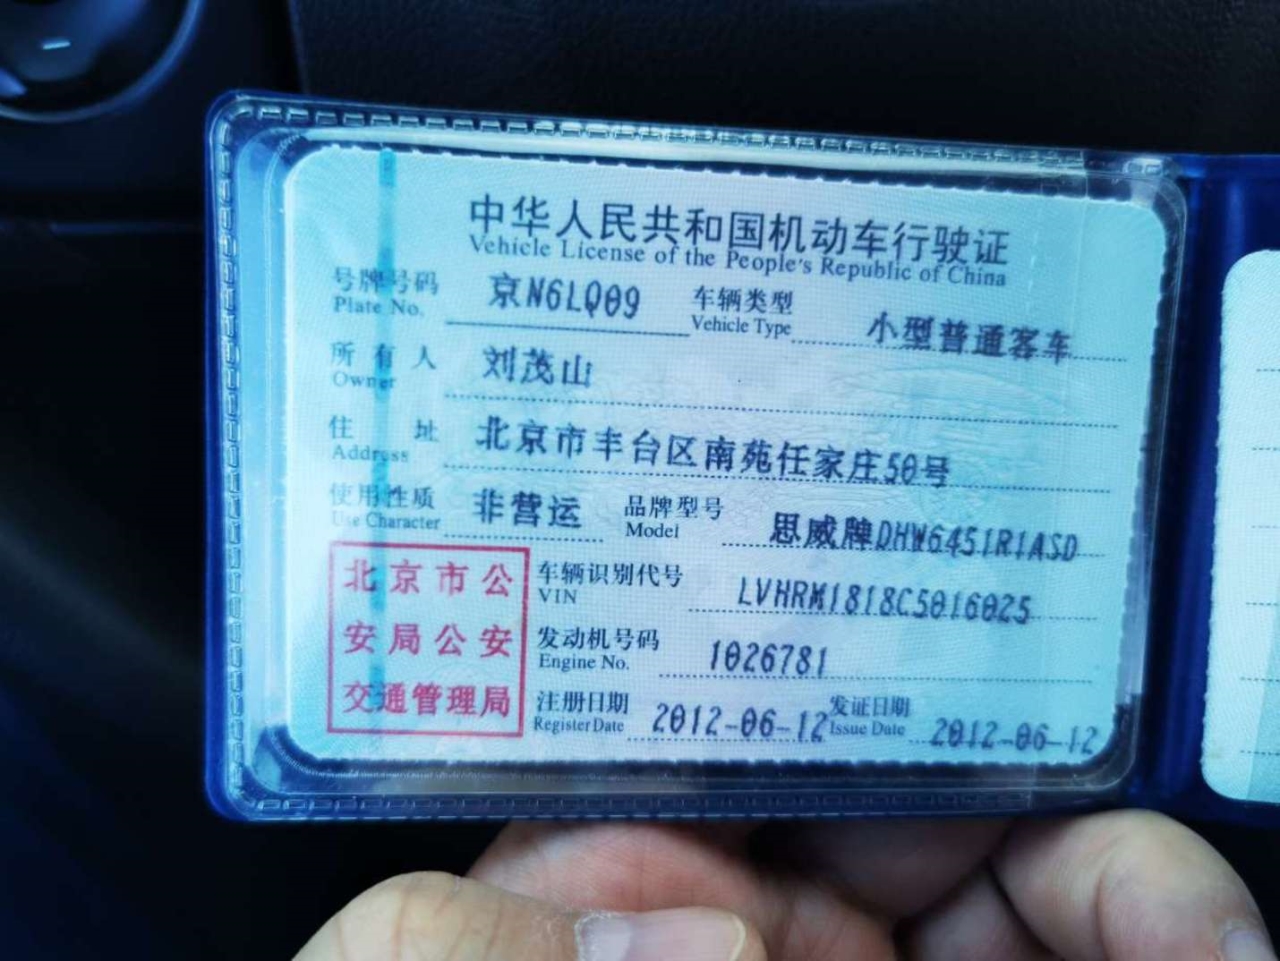 中华人民共和国机动车行驶证
Vehicle License of the People's Republic of China
号牌号码 京N6LQ09 车辆类型 小型普通客车
Plate No. Vehicle Type
所有人 刘茂山
Owner
住址 北京市丰台区南苑任家庄50号
Address
使用性质 非营运 品牌型号 思威牌DHW6451R1ASD
Use Character Model
北京市公
安局公安
交通管理局
车辆识别代号 LVHRM1818C5016025
VIN
发动机号码 1026781
Engine No.
注册日期 2012-06-12 发证日期 2012-06-12
Register Date Issue Date